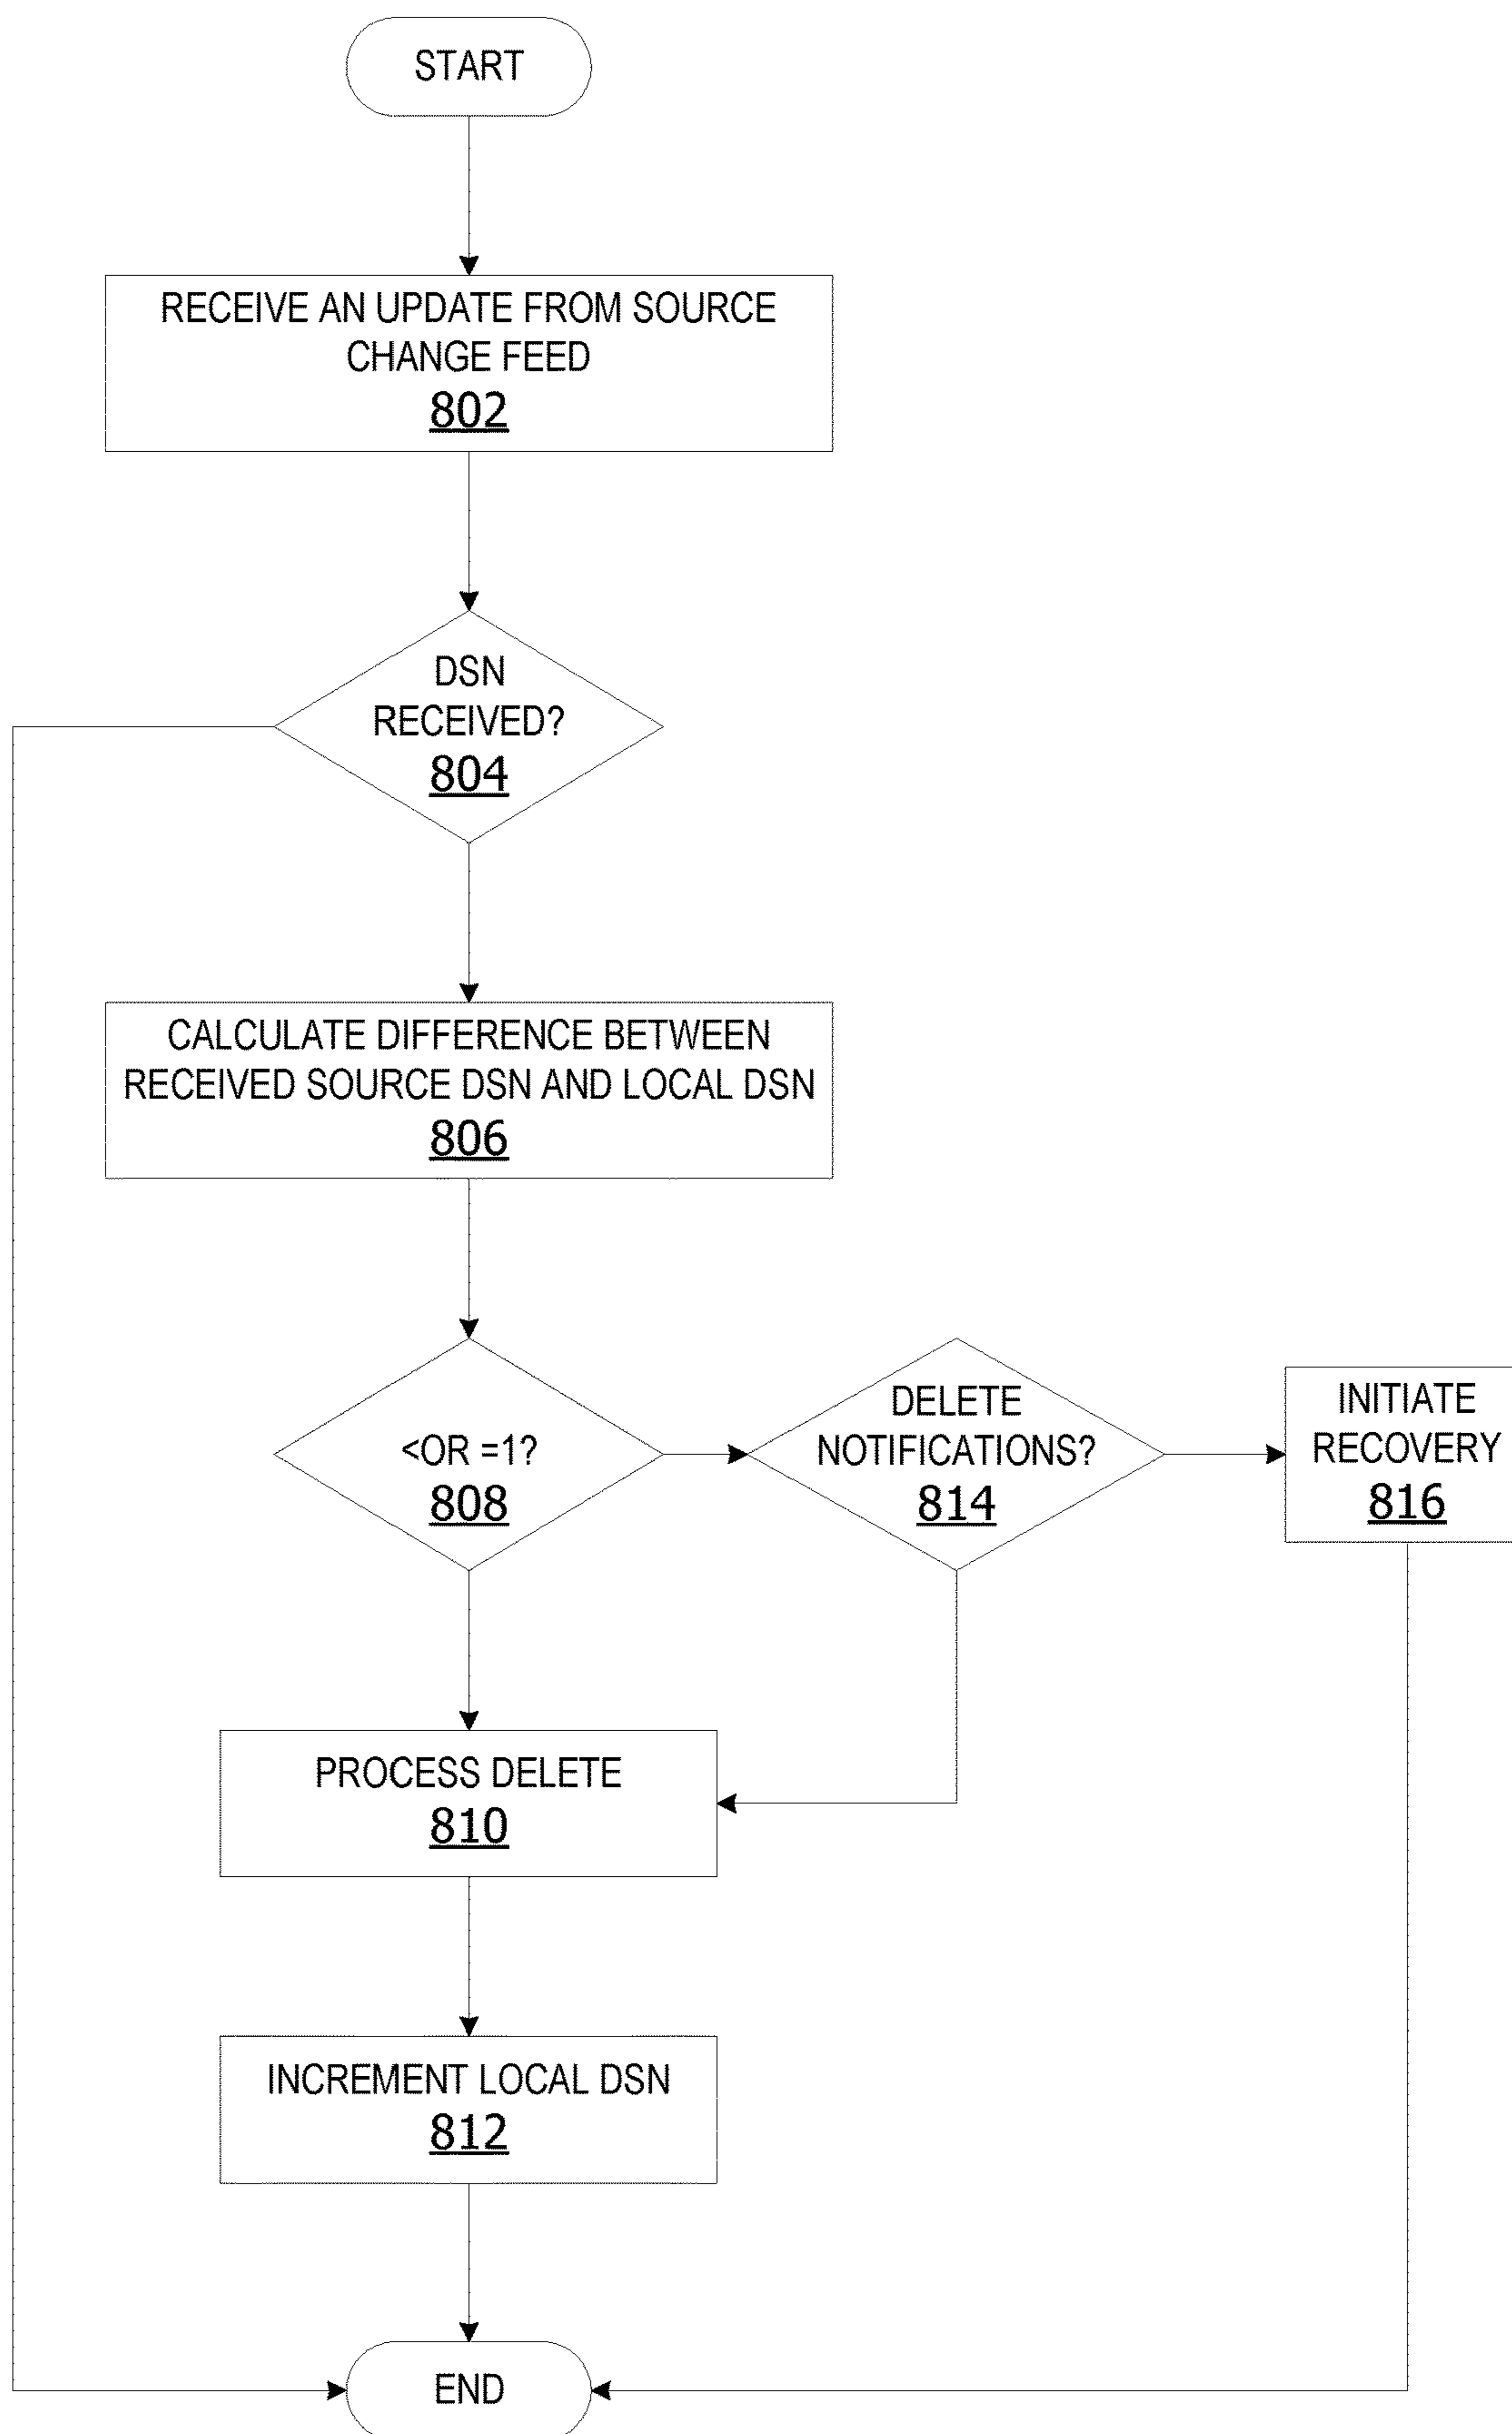 START
RECEIVE AN UPDATE FROM SOURCE
CHANGE FEED
802
DSN
RECEIVED?
804
CALCULATE DIFFERENCE BETWEEN
RECEIVED SOURCE DSN AND LOCAL DSN
806
<OR =1?
808
DELETE
NOTIFICATIONS?
814
INITIATE
RECOVERY
816
PROCESS DELETE
810
INCREMENT LOCAL DSN
812
END